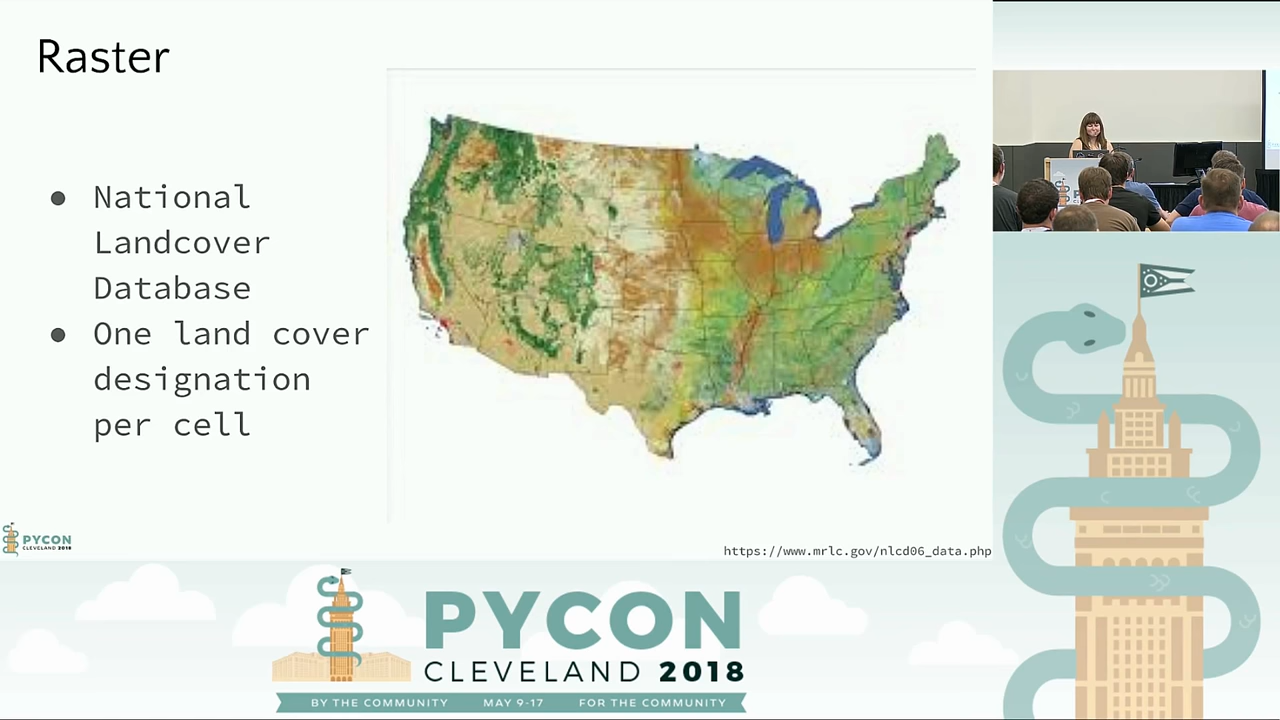 Raster
● National
Landcover
Database
● One land cover
designation
per cell
https://www.mrlc.gov/nlcd06_data.php
PYCON
CLEVELAND 2018
PYCON
CLEVELAND 2018
BY THE COMMUNITY MAY 9-17 FOR THE COMMUNITY